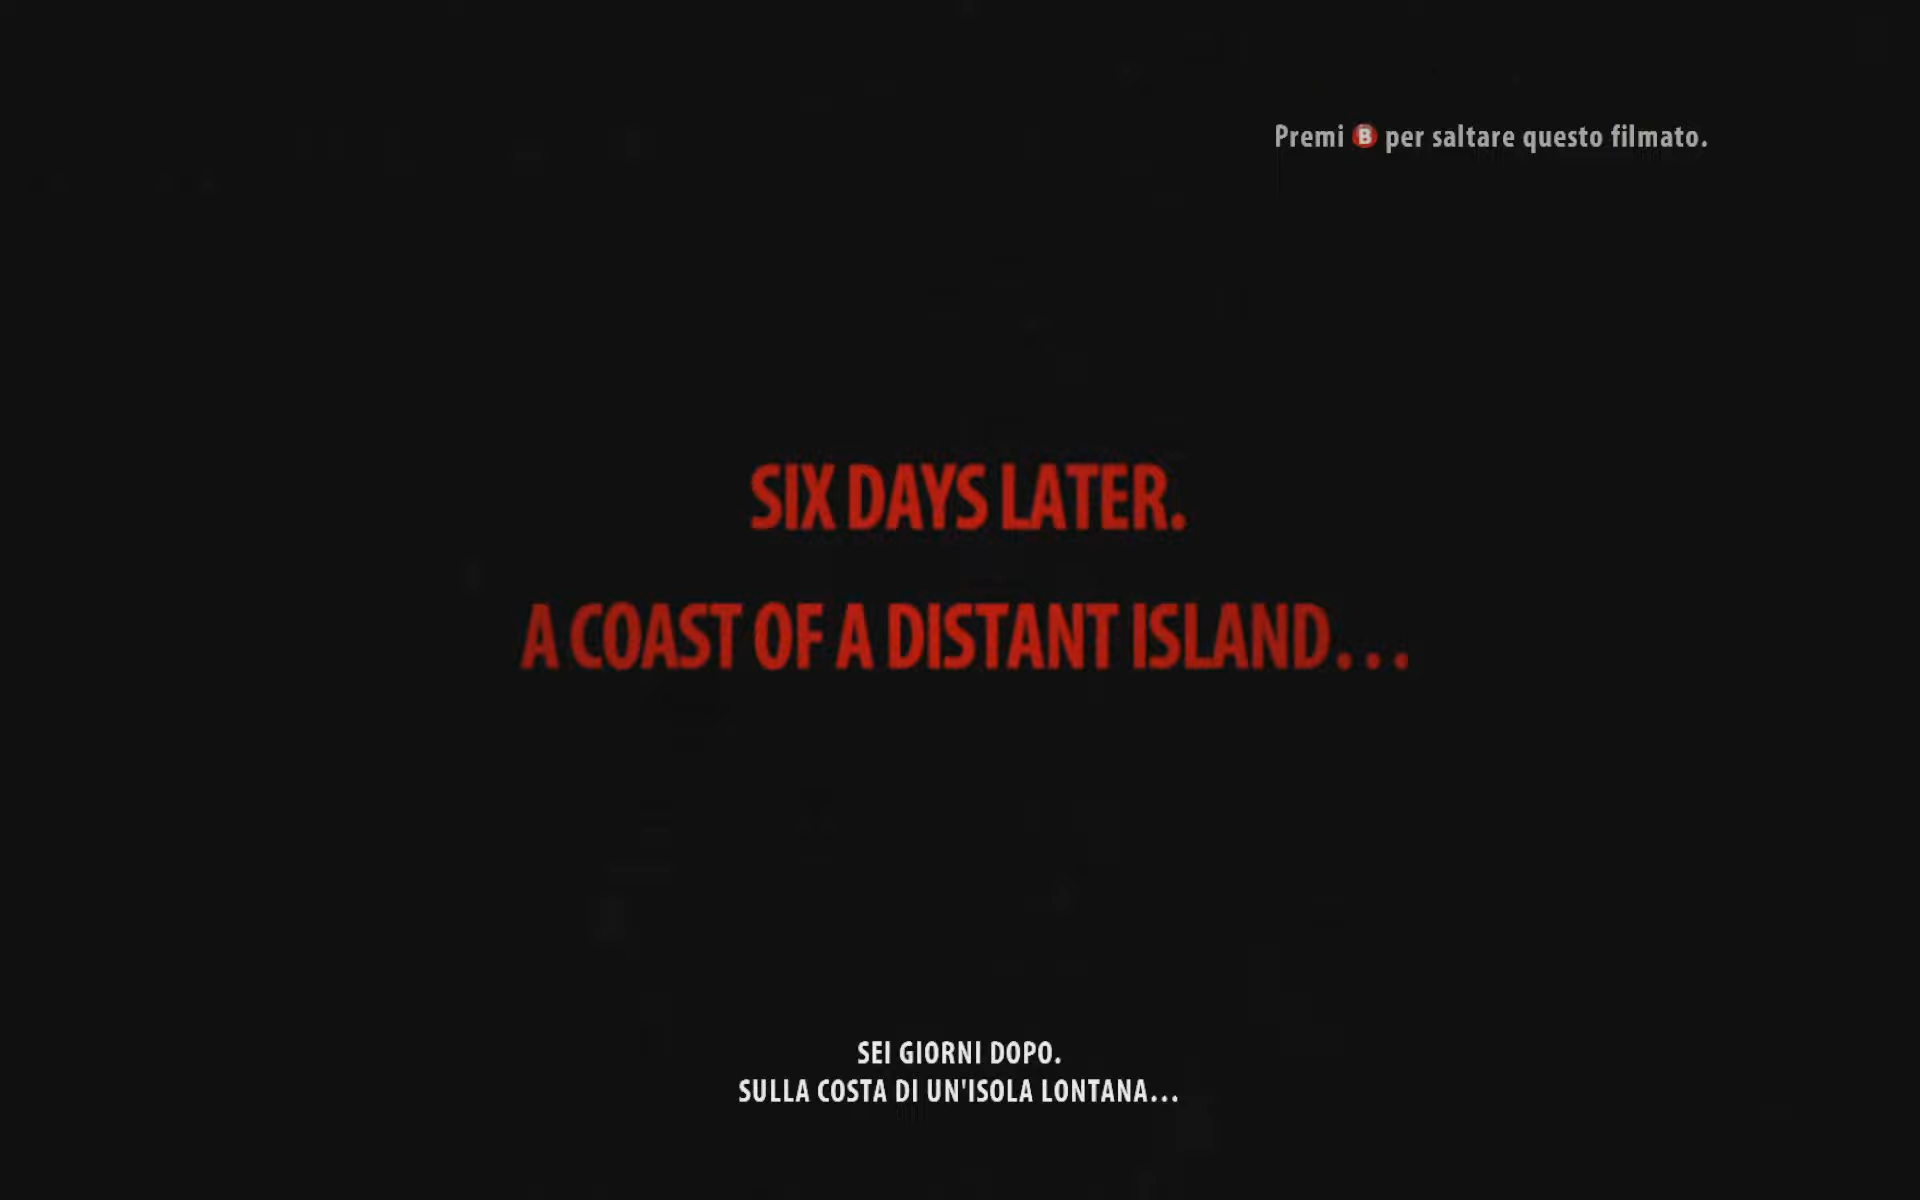 Premi B per saltare questo filmato.
SIX DAYS LATER.
A COAST OF A DISTANT ISLAND...
SEI GIORNI DOPO.
SULLA COSTA DI UN'ISOLA LONTANA...